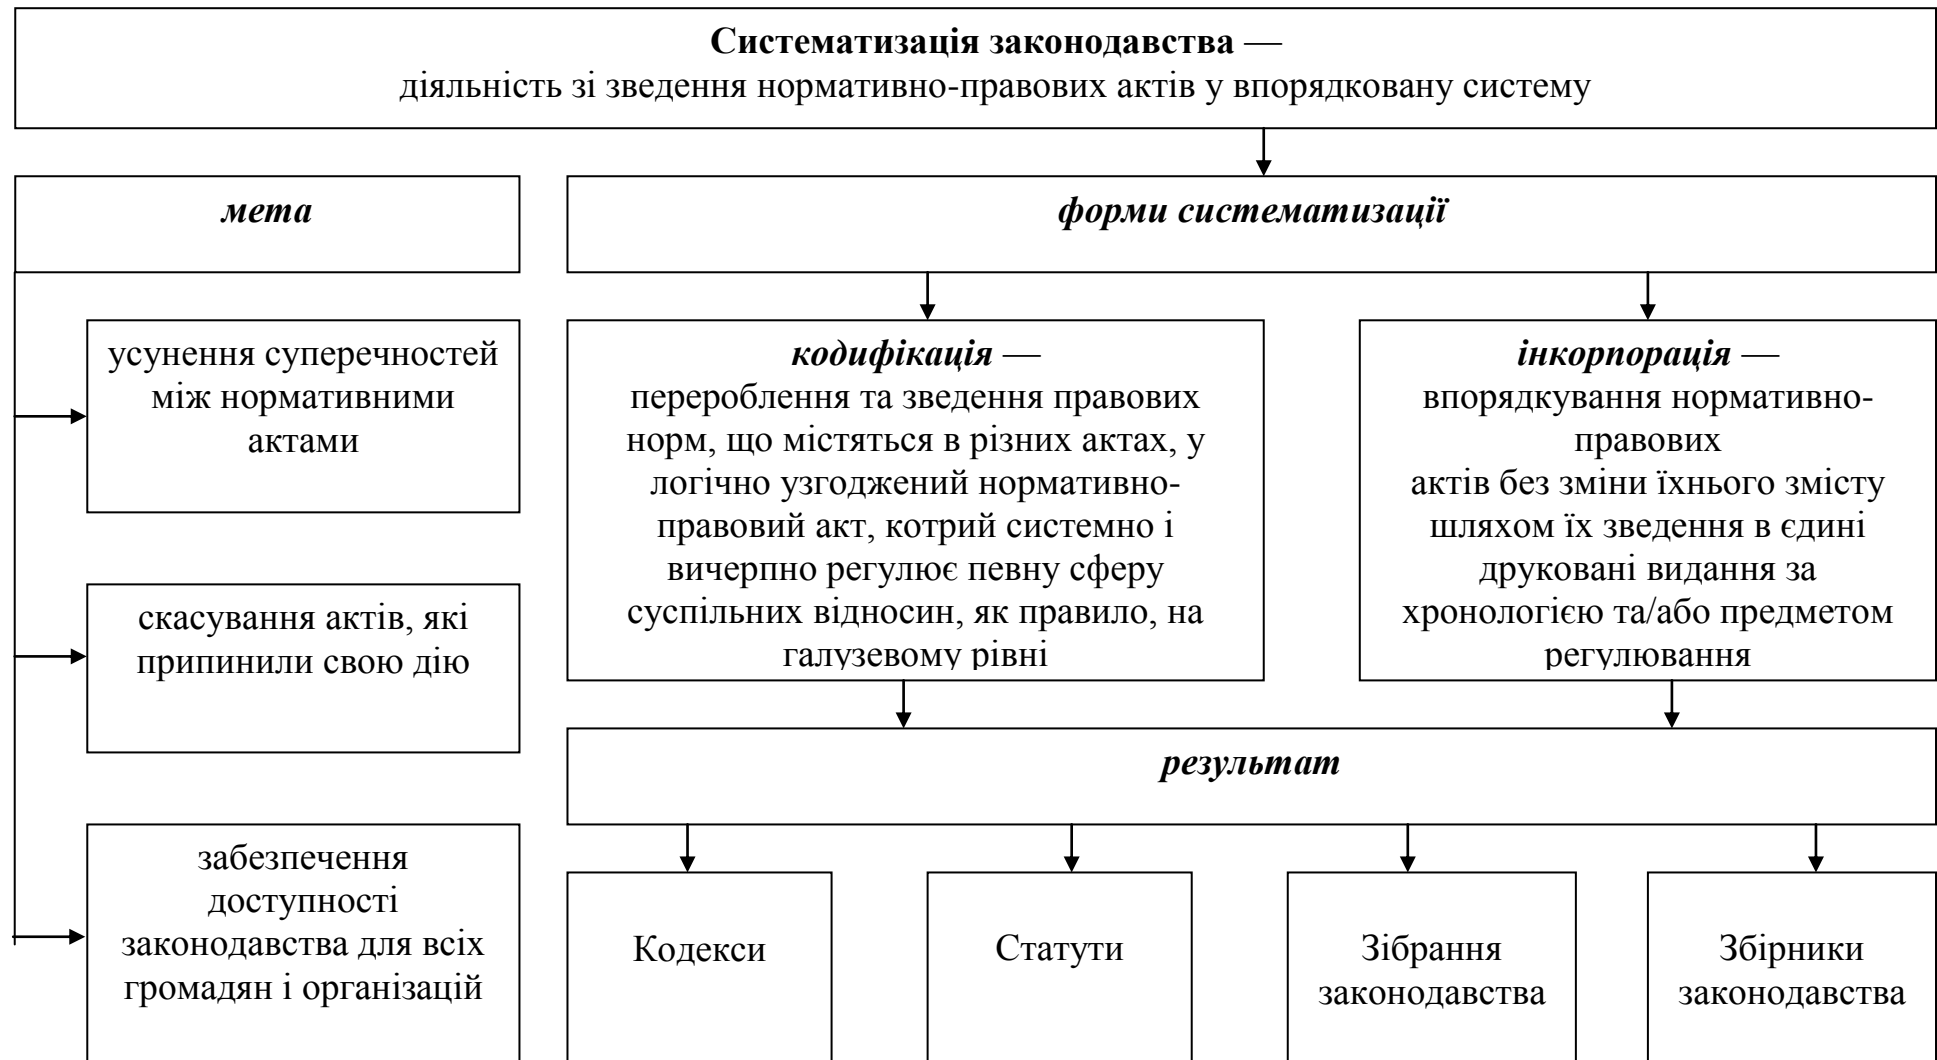 Систематизація законодавства —
діяльність зі зведення нормативно-правових актів у впорядковану систему
мета
усунення суперечностей
між нормативними
актами
скасування актів, які
припинили свою дію
забезпечення
доступності
законодавства для всіх
громадян і організацій
форми систематизації
кодифікація —
перероблення та зведення правових
норм, що містяться в різних актах, у
логічно узгоджений нормативно-
правовий акт, котрий системно і
вичерпно регулює певну сферу
суспільних відносин, як правило, на
галузевому рівні
інкорпорація —
впорядкування нормативно-
правових
актів без зміни їхнього змісту
шляхом їх зведення в єдині
друковані видання за
хронологією та/або предметом
регулювання
результат
Кодекси
Статути
Зібрання
законодавства
Збірники
законодавства